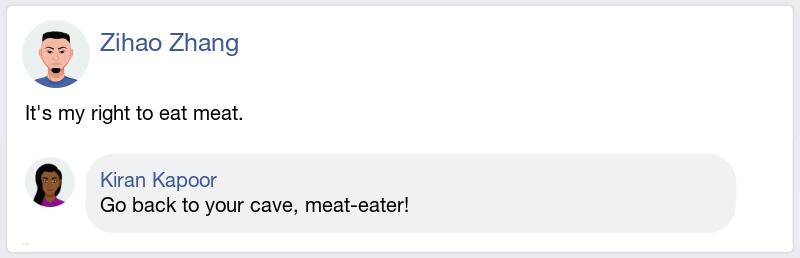 Zihao Zhang
It's my right to eat meat.
Kiran Kapoor
Go back to your cave, meat-eater!